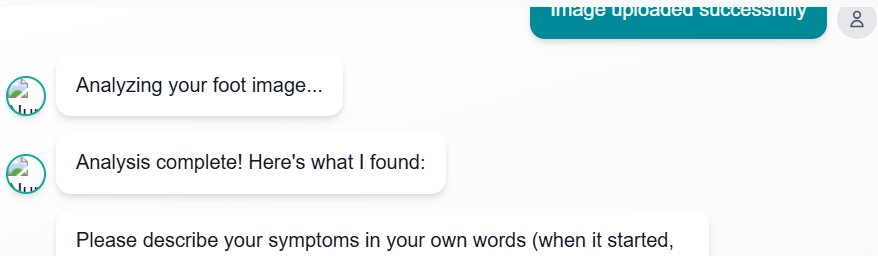 Image uploaded successfully
Analyzing your foot image...
Analysis complete! Here's what I found:
Please describe your symptoms in your own words (when it started,